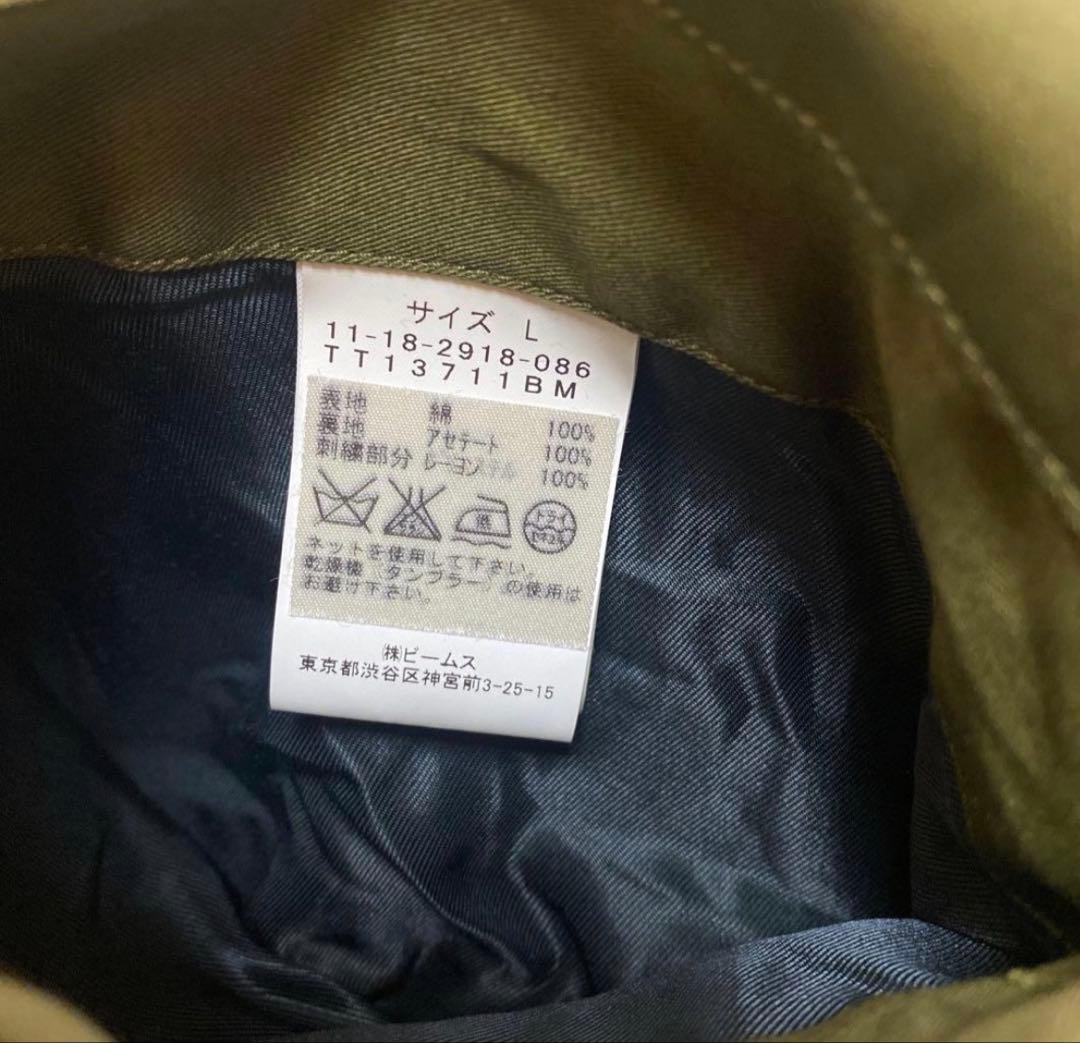 サイズ L
11-18-2918-086
TT13711BM
表地 綿 100%
裏地 アセテート 100%
刺繍部分 レーヨン 100%
ドライ
ネットを使用して下さい。
乾燥機(タンブラー)の使用は
お避け下さい。
㈱ビームス
東京都渋谷区神宮前3-25-15